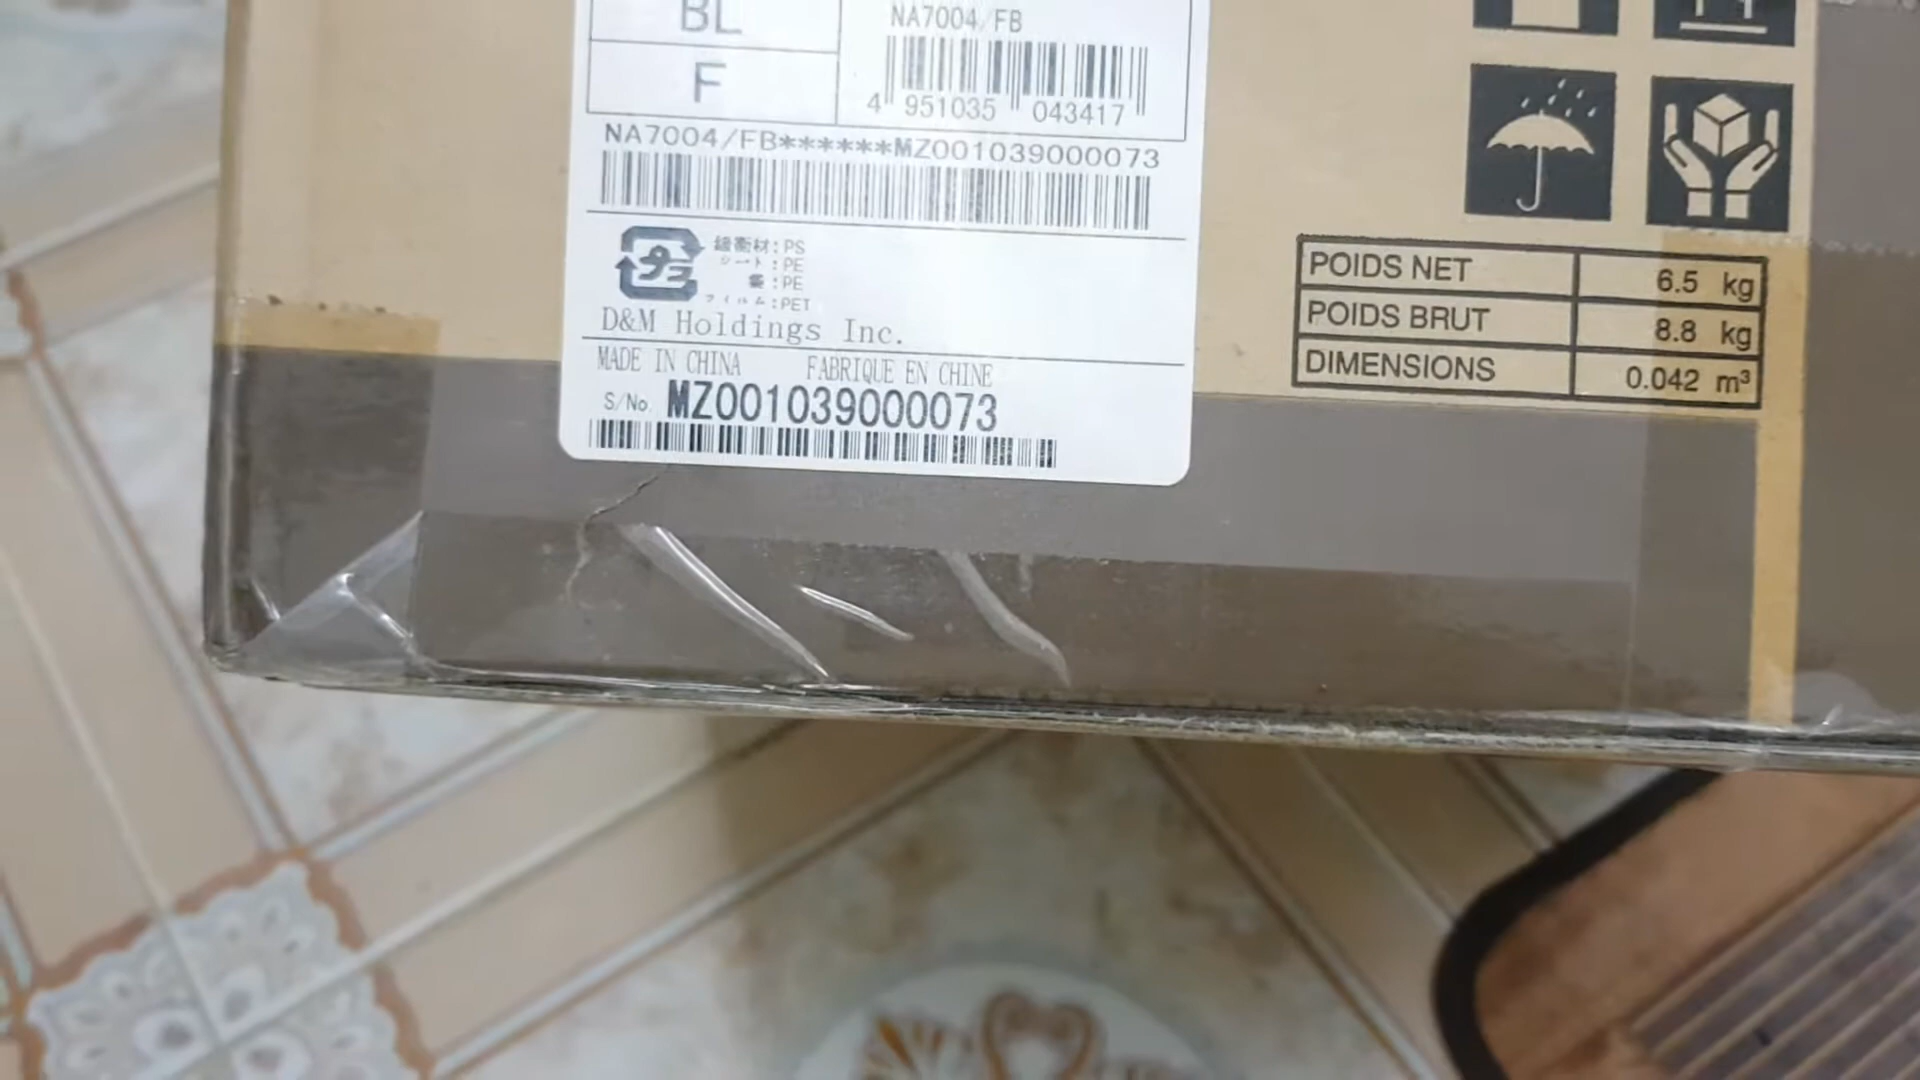 BL
NA7004/FB
F
4 951035 043417
NA7004/FB******MZ001039000073
緩衝材:PS
シート:PE
袋:PE
フィルム:PET
プラ
D&M Holdings Inc.
MADE IN CHINA FABRIQUE EN CHINE
S/No. MZ001039000073
POIDS NET 6.5 kg
POIDS BRUT 8.8 kg
DIMENSIONS 0.042 m³